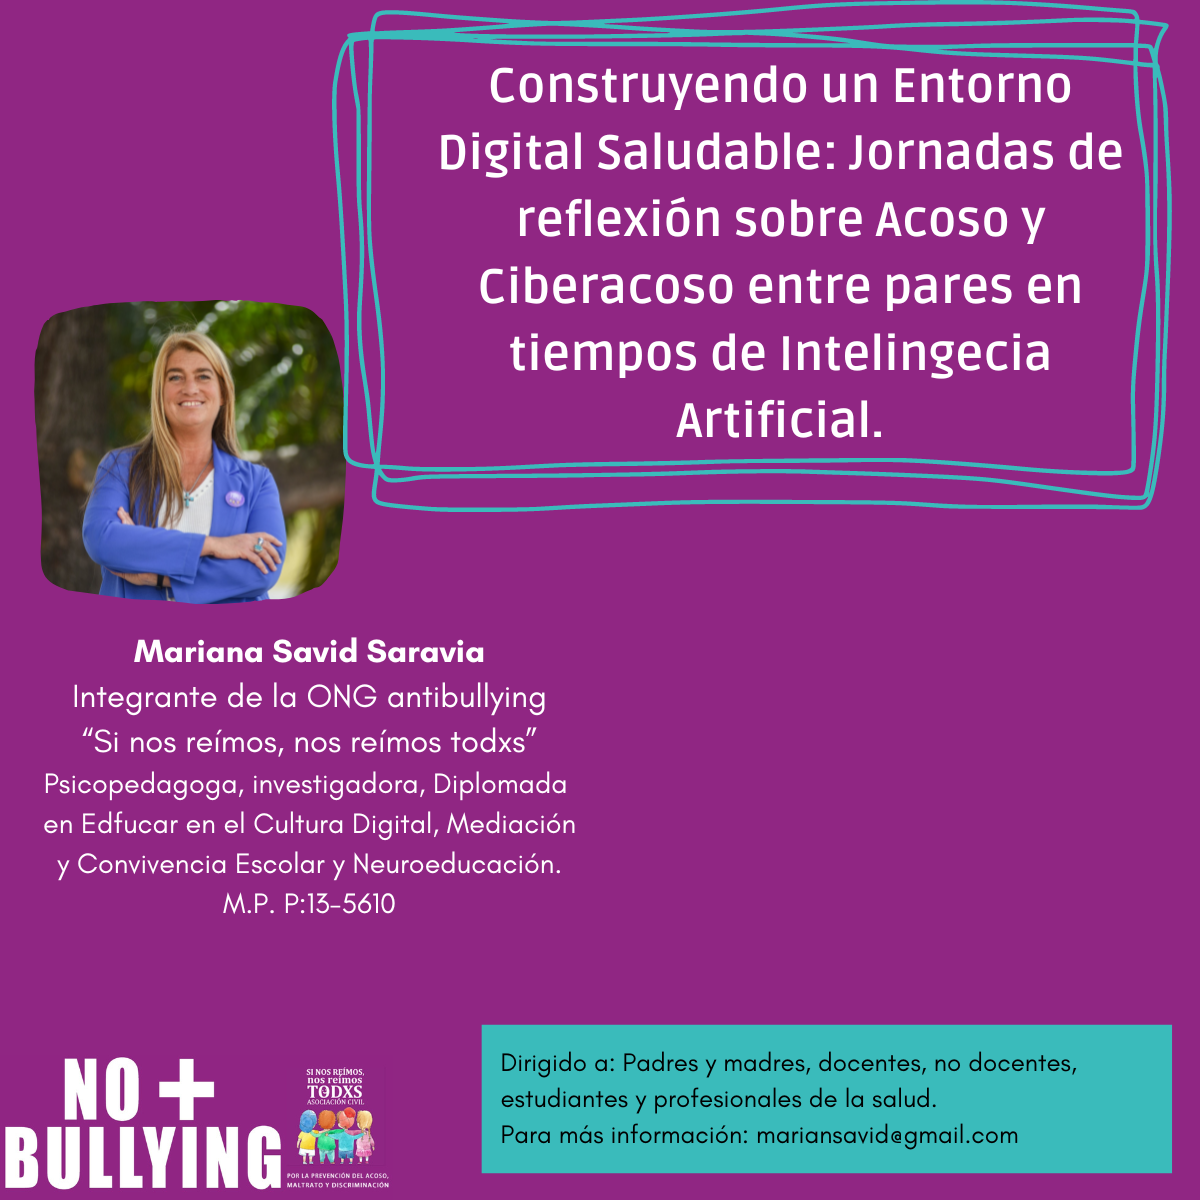 Construyendo un Entorno
Digital Saludable: Jornadas de
reflexión sobre Acoso y
Ciberacoso entre pares en
tiempos de Intelingecia
Artificial.
Mariana Savid Saravia
Integrante de la ONG antibullying
“Si nos reímos, nos reímos todxs”
Psicopedagoga, investigadora, Diplomada
en Edfucar en el Cultura Digital, Mediación
y Convivencia Escolar y Neuroeducación.
M.P. P:13-5610
NO +
BULLYING
SI NOS REÍMOS,
nos reímos
TODXS
ASOCIACIÓN CIVIL
POR LA PREVENCIÓN DEL ACOSO,
MALTRATO Y DISCRIMINACIÓN
Dirigido a: Padres y madres, docentes, no docentes,
estudiantes y profesionales de la salud.
Para más información: mariansavid@gmail.com